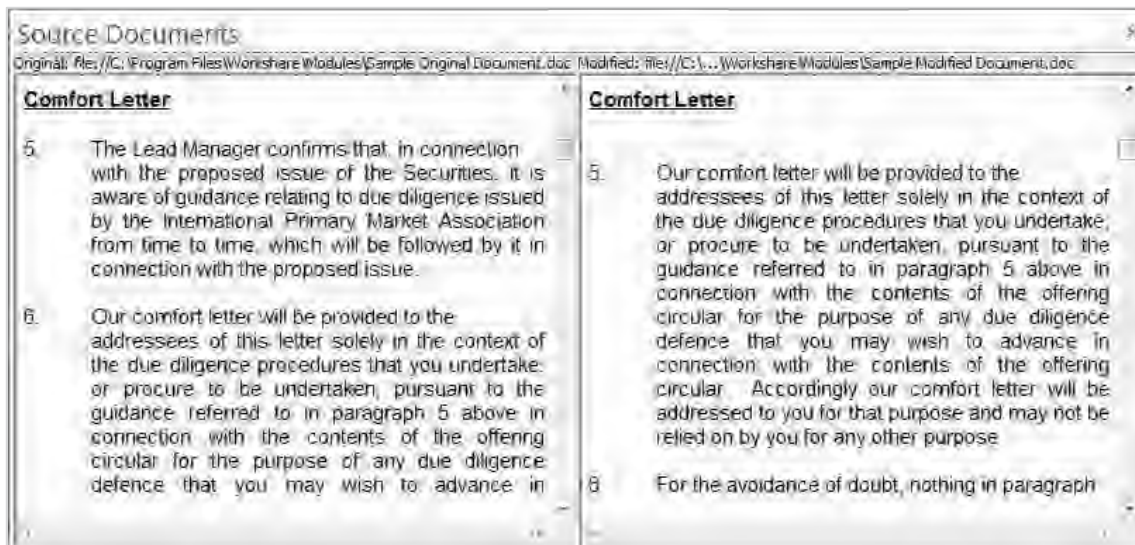 Source Documents
Original: file://C:\Program Files\Workshare\Modules\Sample Original Document.doc Modified: file://C:\...\Workshare\Modules\Sample Modified Document.doc
Comfort Letter
5. The Lead Manager confirms that, in connection
with the proposed issue of the Securities, it is
aware of guidance relating to due diligence issued
by the International Primary Market Association
from time to time, which will be followed by it in
connection with the proposed issue.
6. Our comfort letter will be provided to the
addressees of this letter solely in the context of
the due diligence procedures that you undertake,
or procure to be undertaken, pursuant to the
guidance referred to in paragraph 5 above in
connection with the contents of the offering
circular for the purpose of any due diligence
defence that you may wish to advance in
Comfort Letter
5. Our comfort letter will be provided to the
addressees of this letter solely in the context of
the due diligence procedures that you undertake,
or procure to be undertaken, pursuant to the
guidance referred to in paragraph 5 above in
connection with the contents of the offering
circular for the purpose of any due diligence
defence that you may wish to advance in
connection with the contents of the offering
circular. Accordingly our comfort letter will be
addressed to you for that purpose and may not be
relied on by you for any other purpose
6 For the avoidance of doubt, nothing in paragraph